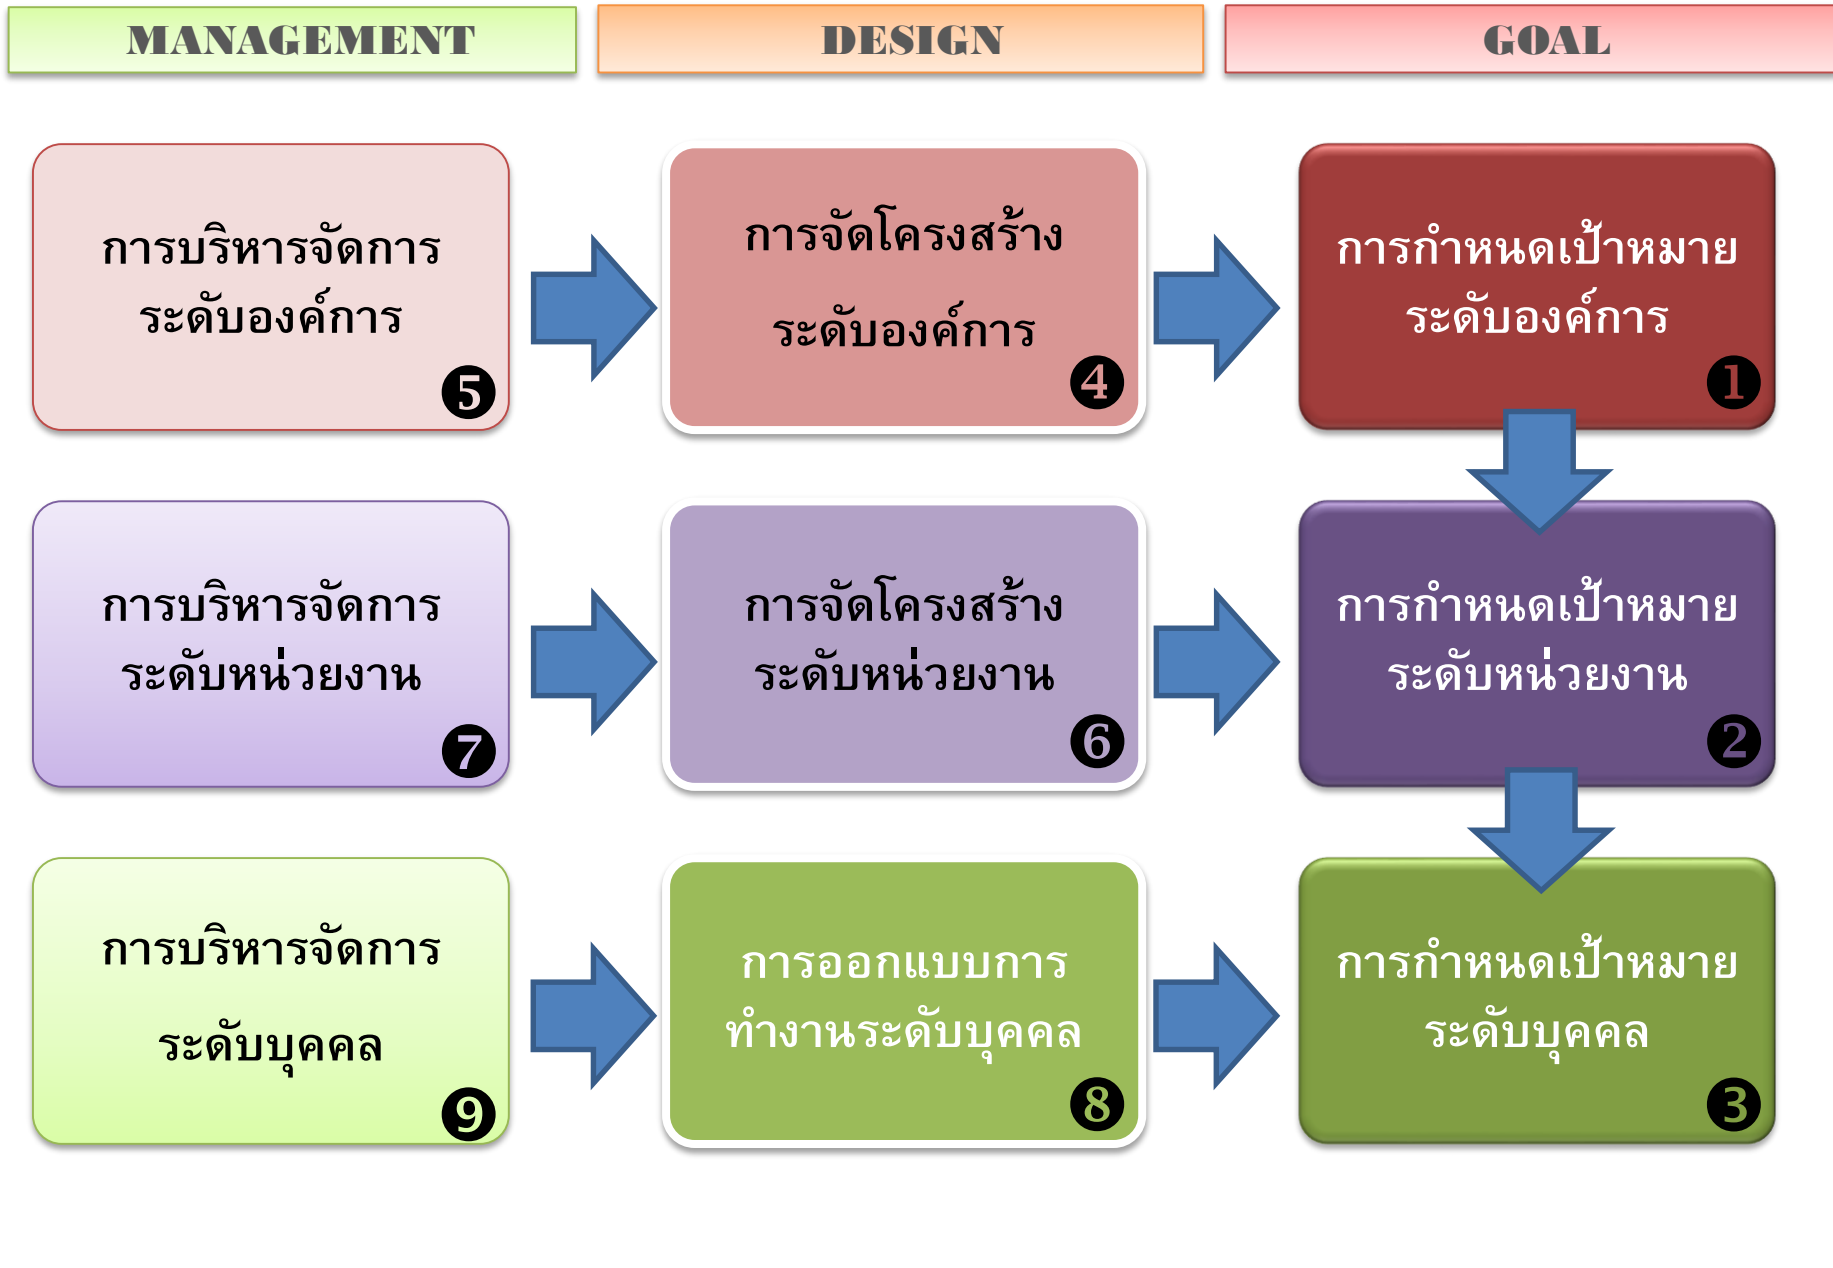 MANAGEMENT
DESIGN
GOAL
การบริหารจัดการ
ระดับองค์การ
5
การจัดโครงสร้าง
ระดับองค์การ
4
การกำหนดเป้าหมาย
ระดับองค์การ
1
การบริหารจัดการ
ระดับหน่วยงาน
7
การจัดโครงสร้าง
ระดับหน่วยงาน
6
การกำหนดเป้าหมาย
ระดับหน่วยงาน
2
การบริหารจัดการ
ระดับบุคคล
9
การออกแบบการ
ทำงานระดับบุคคล
8
การกำหนดเป้าหมาย
ระดับบุคคล
3